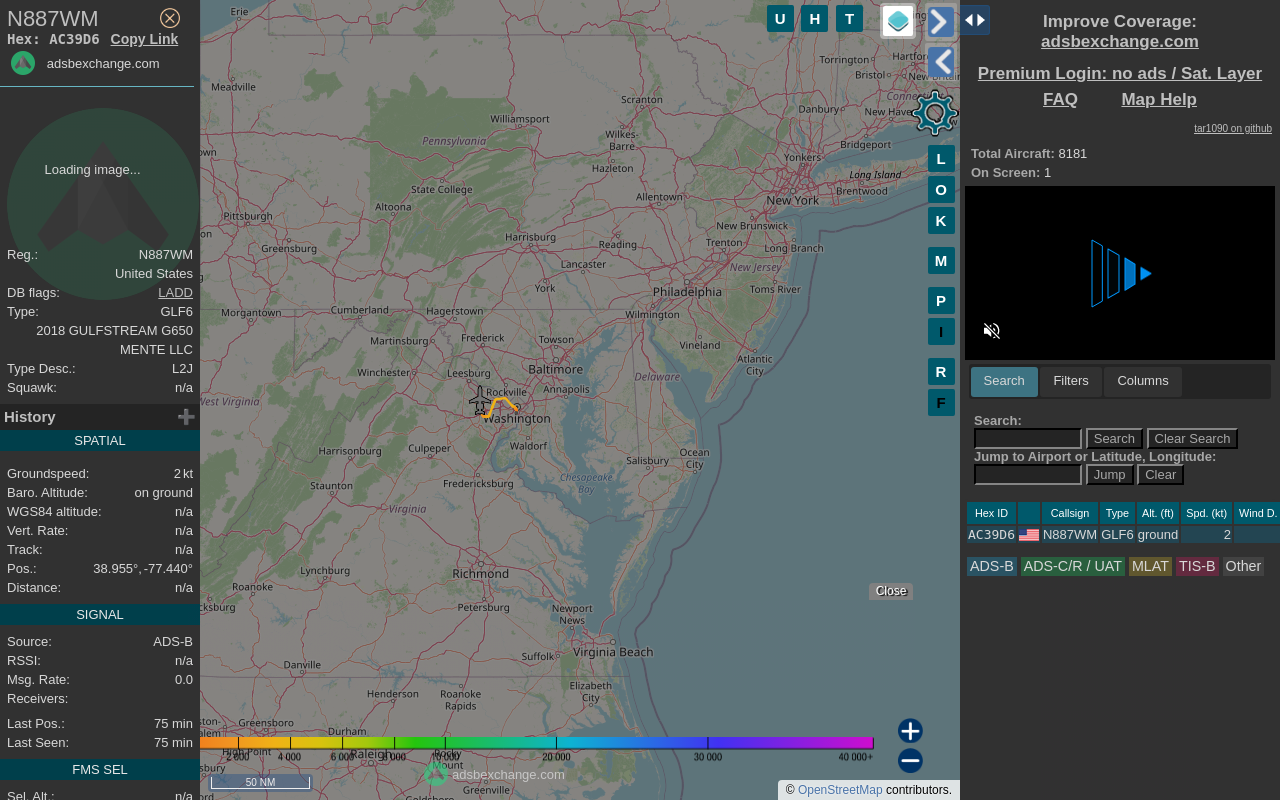 N887WM
Hex: AC39D6 Copy Link
adsbexchange.com
Loading image...
Reg.: N887WM
United States
DB flags: LADD
Type: GLF6
2018 GULFSTREAM G650
MENTE LLC
Type Desc.: L2J
Squawk: n/a
History
SPATIAL
Groundspeed: 2 kt
Baro. Altitude: on ground
WGS84 altitude: n/a
Vert. Rate: n/a
Track: n/a
Pos.: 38.955°, -77.440°
Distance: n/a
SIGNAL
Source: ADS-B
RSSI: n/a
Msg. Rate: 0.0
Receivers:
Last Pos.: 75 min
Last Seen: 75 min
FMS SEL
Sel. Alt.: n/a
U H T
L
O
K
M
P
I
R
F
Erie
Meadville
Torrington
Hartford
Bristol
Scranton
Danbury
New Haven
Connecticut
Williamsport
Wilkes-
Barre
Pennsylvania
Bridgeport
Yonkers
Hazleton
Long Island
State College
Allentown
New York
Brentwood
Altoona
Pittsburgh
New Brunswick
Harrisburg
Reading
Trenton
Long Branch
Greensburg
Lancaster
New Jersey
York
Philadelphia
Toms River
Morgantown
Cumberland
Hagerstown
Wilmington
Martinsburg
Frederick
Towson
Vineland
Atlantic
City
Winchester
Leesburg
Baltimore
Delaware
Rockville
Annapolis
West Virginia
Washington
Harrisonburg
Culpeper
Waldorf
Ocean
City
Salisbury
Staunton
Fredericksburg
Chesapeake
Bay
Virginia
Lynchburg
Richmond
Roanoke
Petersburg
Newport
News
Virginia Beach
Danville
Suffolk
Henderson
Roanoke
Rapids
Elizabeth
City
Greensboro
Durham
High Point
Raleigh
Rocky
Mount
Greenville
Goldsboro
2 000 4 000 6 000 8 000 10 000 20 000 30 000 40 000+
adsbexchange.com
50 NM
Close
© OpenStreetMap contributors.
Improve Coverage:
adsbexchange.com
Premium Login: no ads / Sat. Layer
FAQ Map Help
tar1090 on github
Total Aircraft: 8181
On Screen: 1
Search Filters Columns
Search:
Search Clear Search
Jump to Airport or Latitude, Longitude:
Jump Clear
Hex ID Callsign Type Alt. (ft) Spd. (kt) Wind D.
AC39D6 N887WM GLF6 ground 2
ADS-B ADS-C/R / UAT MLAT TIS-B Other